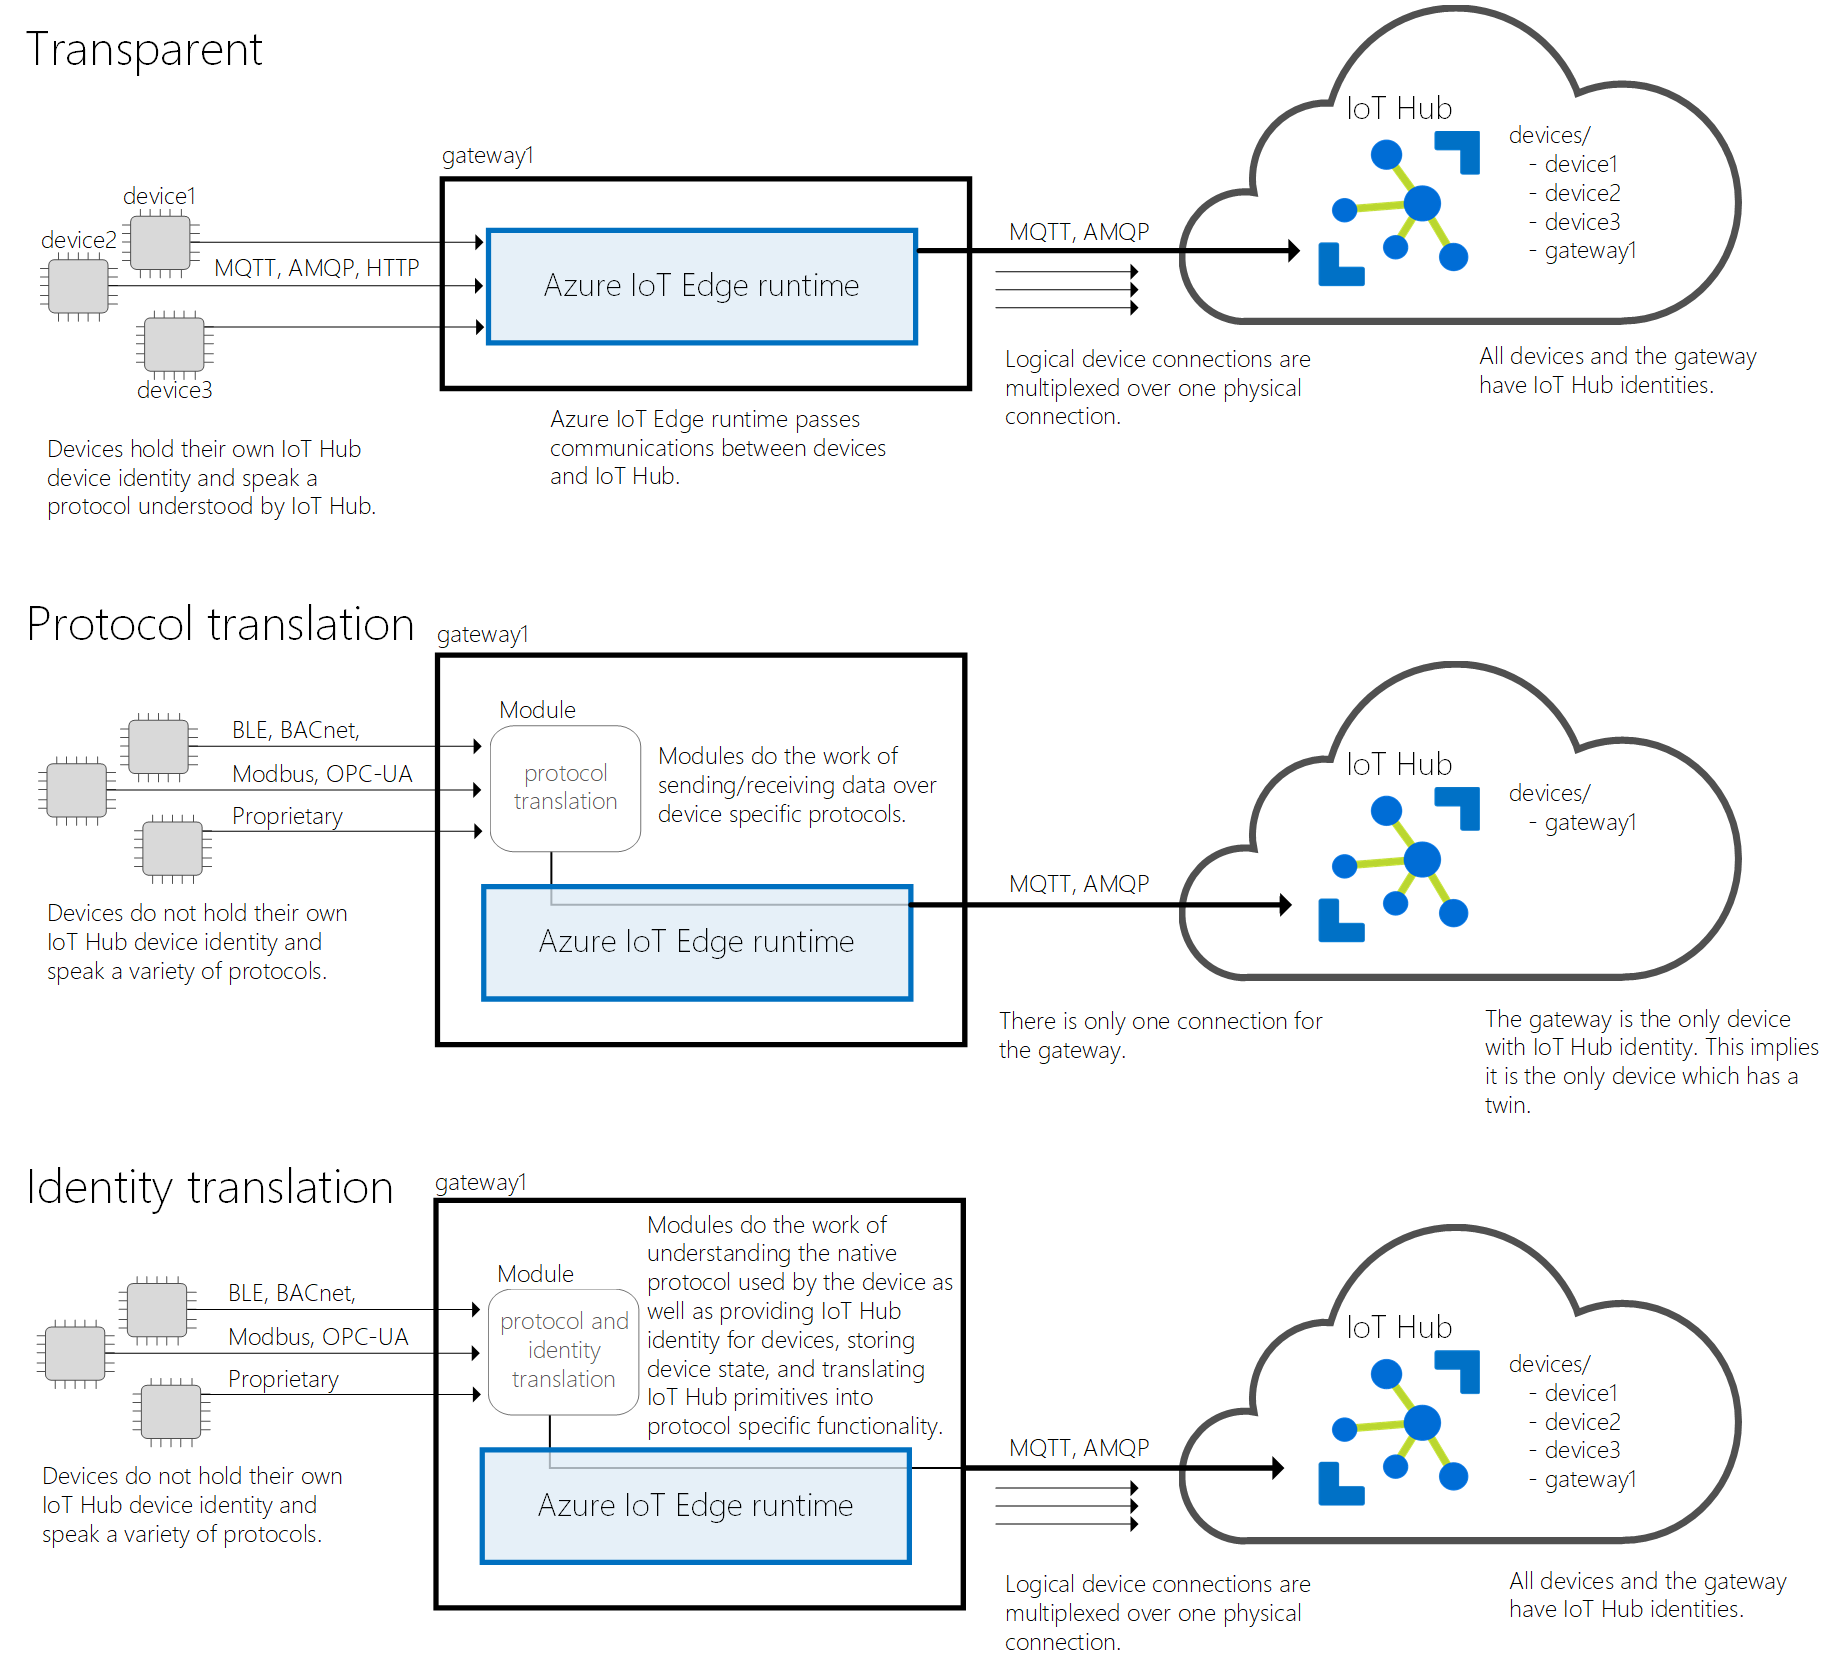 Transparent
gateway1
device1
device2
device3
MQTT, AMQP, HTTP
Azure IoT Edge runtime
MQTT, AMQP
IoT Hub
devices/
- device1
- device2
- device3
- gateway1
Devices hold their own IoT Hub
device identity and speak a
protocol understood by IoT Hub.
Azure IoT Edge runtime passes
communications between devices
and IoT Hub.
Logical device connections are
multiplexed over one physical
connection.
All devices and the gateway
have IoT Hub identities.
Protocol translation
gateway1
BLE, BACnet,
Modbus, OPC-UA
Proprietary
Module
protocol
translation
Modules do the work of
sending/receiving data over
device specific protocols.
Azure IoT Edge runtime
MQTT, AMQP
IoT Hub
devices/
- gateway1
Devices do not hold their own
IoT Hub device identity and
speak a variety of protocols.
There is only one connection for
the gateway.
The gateway is the only device
with IoT Hub identity. This implies
it is the only device which has a
twin.
Identity translation
gateway1
BLE, BACnet,
Modbus, OPC-UA
Proprietary
Module
protocol and
identity
translation
Modules do the work of
understanding the native
protocol used by the device as
well as providing IoT Hub
identity for devices, storing
device state, and translating
IoT Hub primitives into
protocol specific functionality.
Azure IoT Edge runtime
MQTT, AMQP
IoT Hub
devices/
- device1
- device2
- device3
- gateway1
Devices do not hold their own
IoT Hub device identity and
speak a variety of protocols.
Logical device connections are
multiplexed over one physical
connection.
All devices and the gateway
have IoT Hub identities.